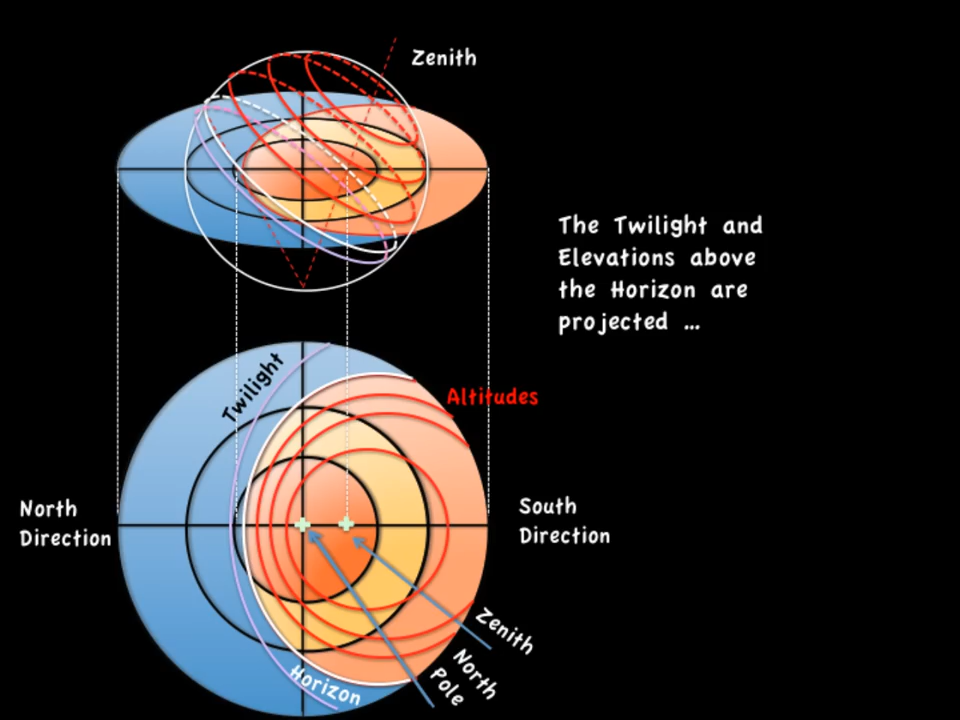 Zenith
The Twilight and
Elevations above
the Horizon are
projected ...
Twilight
Altitudes
North
Direction
South
Direction
Zenith
North
Pole
Horizon